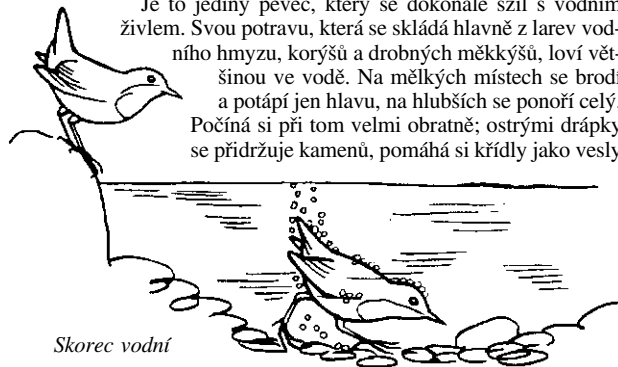 Je to jediný pěvec, který se dokonale sžil s vodním
živlem. Svou potravu, která se skládá hlavně z larev vod-
ního hmyzu, korýšů a drobných měkkýšů, loví vět-
šinou ve vodě. Na mělkých místech se brodí
a potápí jen hlavu, na hlubších se ponoří celý.
Počíná si při tom velmi obratně; ostrými drápky
se přidržuje kamenů, pomáhá si křídly jako vesly
Skorec vodní